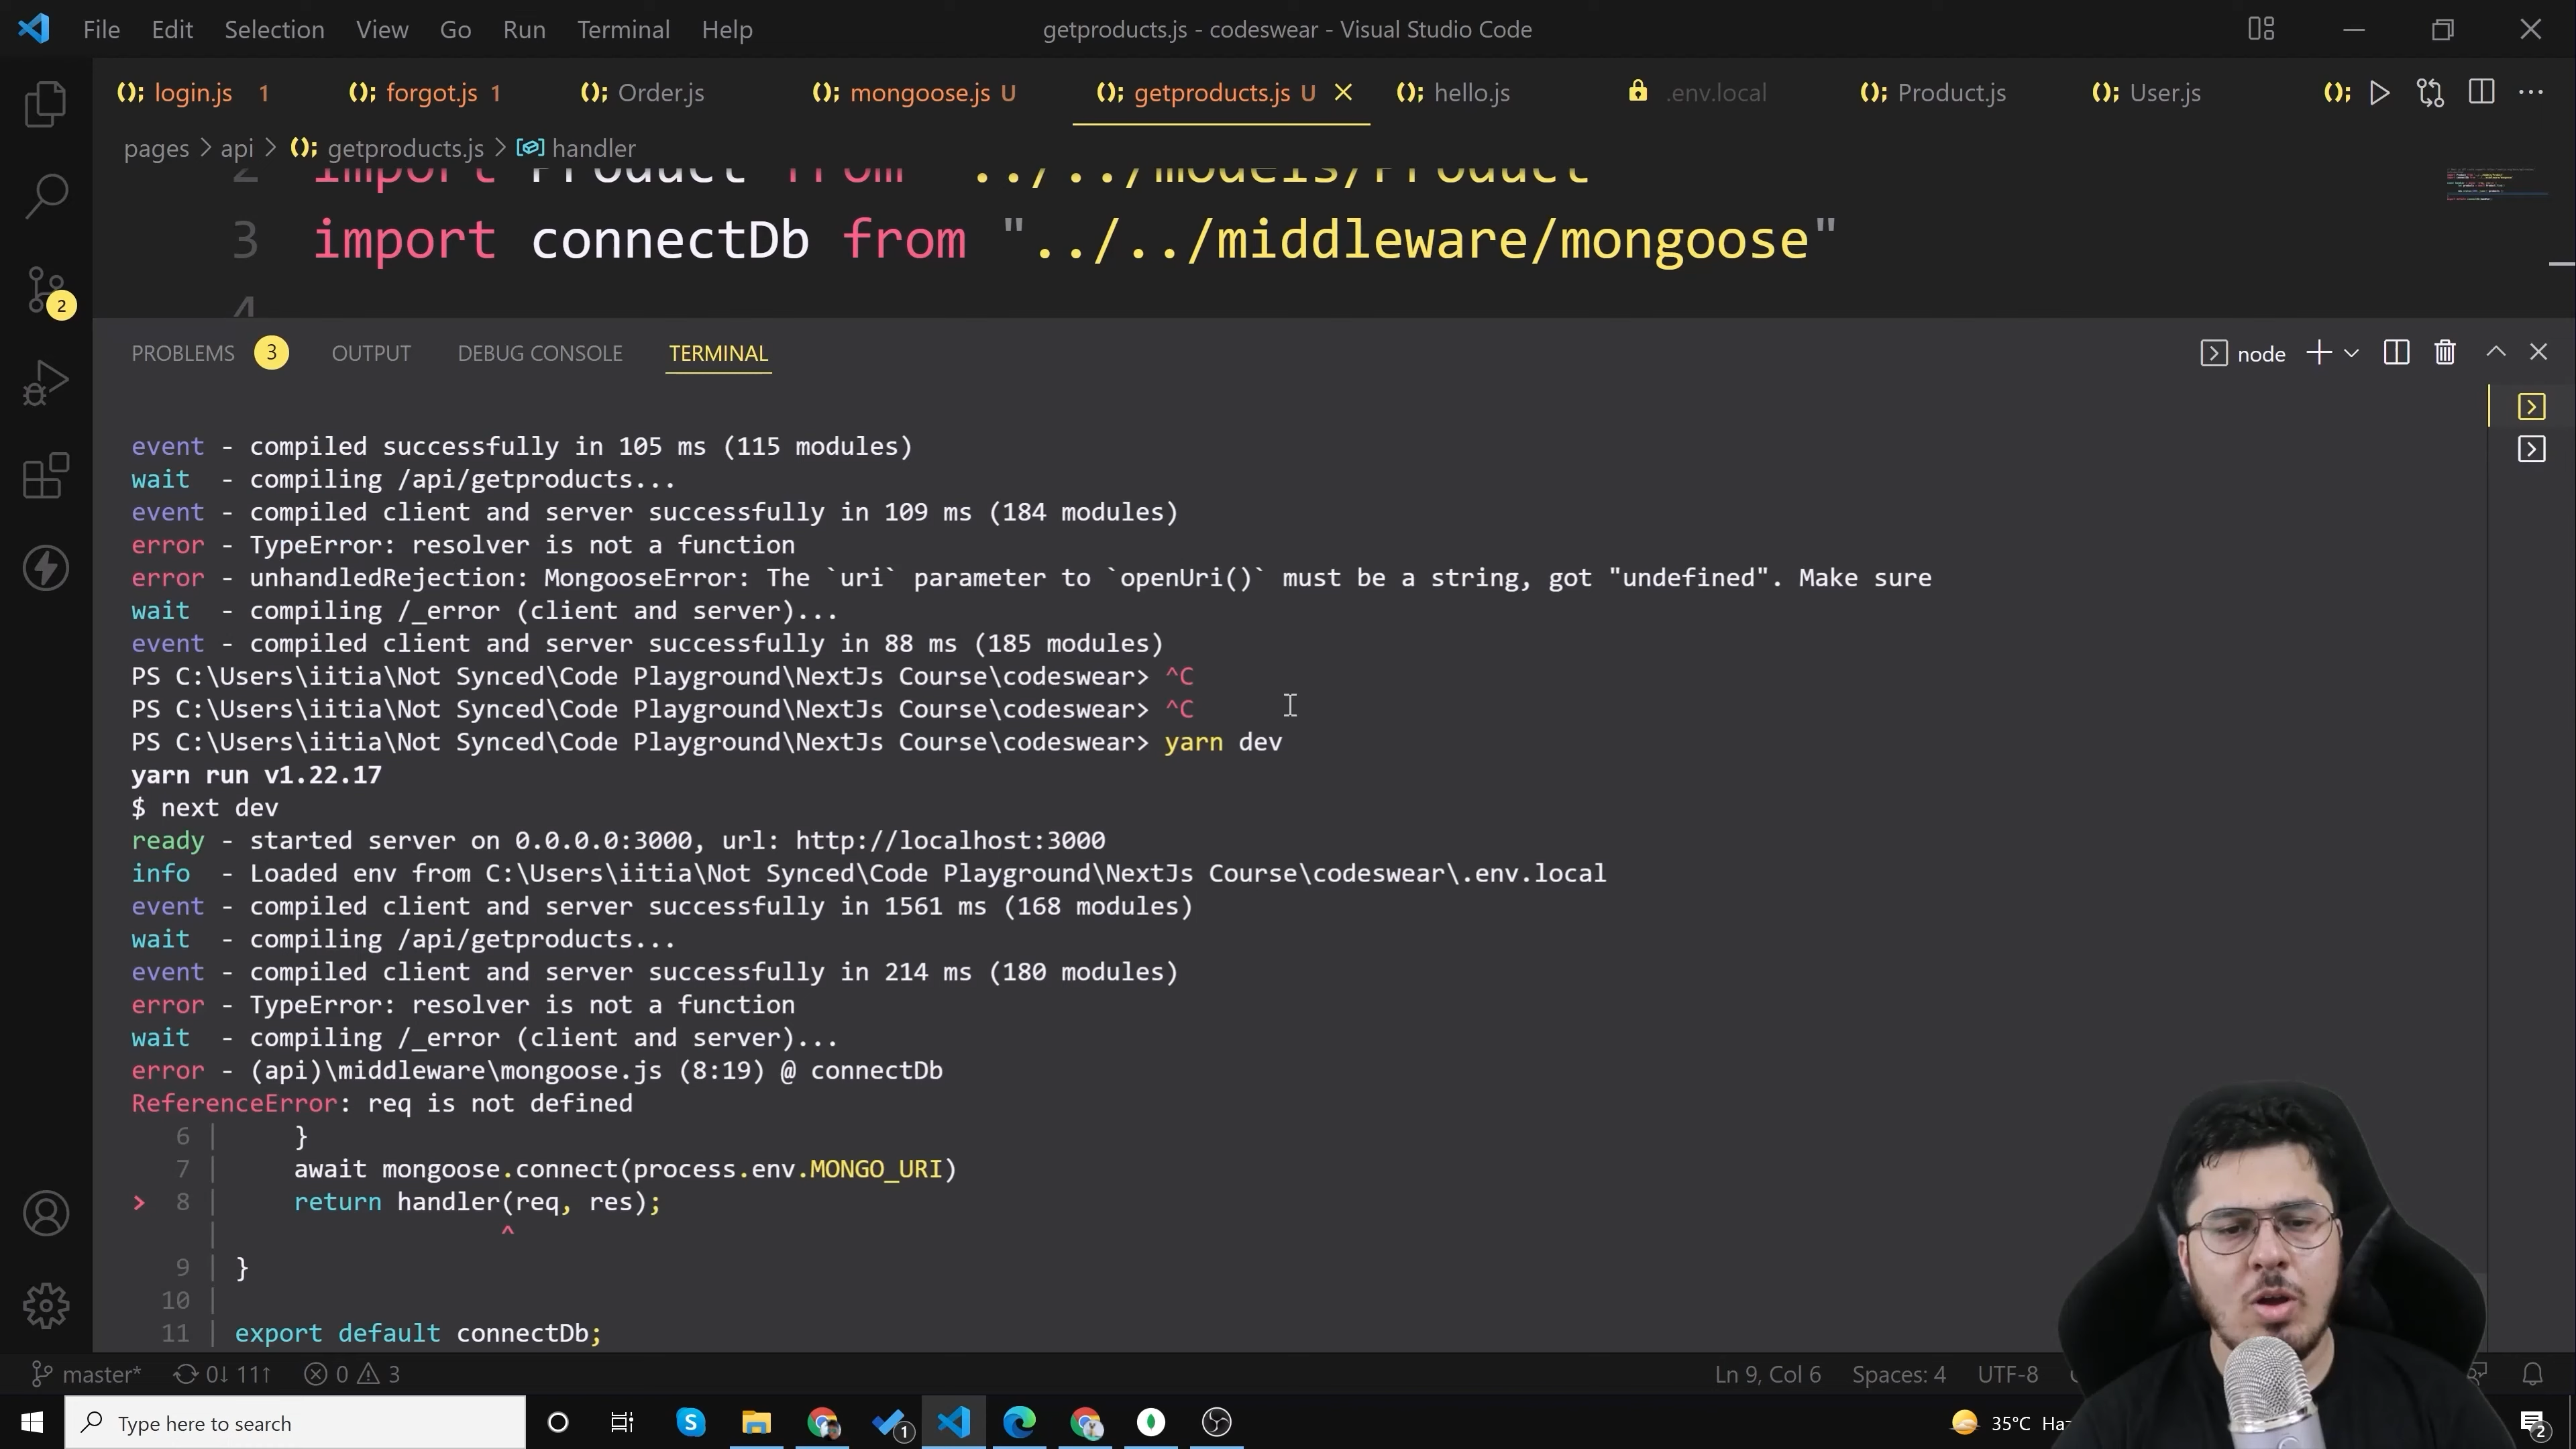 File Edit Selection View Go Run Terminal Help getproducts.js - codeswear - Visual Studio Code
login.js 1 forgot.js 1 Order.js mongoose.js U getproducts.js U hello.js .env.local Product.js User.js
pages > api > getproducts.js > handler
2 import Product from "../../models/Product"
3 import connectDb from "../../middleware/mongoose"
4
2
PROBLEMS 3 OUTPUT DEBUG CONSOLE TERMINAL node
event - compiled successfully in 105 ms (115 modules)
wait - compiling /api/getproducts...
event - compiled client and server successfully in 109 ms (184 modules)
error - TypeError: resolver is not a function
error - unhandledRejection: MongooseError: The `uri` parameter to `openUri()` must be a string, got "undefined". Make sure
wait - compiling /_error (client and server)...
event - compiled client and server successfully in 88 ms (185 modules)
PS C:\Users\iitia\Not Synced\Code Playground\NextJs Course\codeswear> ^C
PS C:\Users\iitia\Not Synced\Code Playground\NextJs Course\codeswear> ^C
PS C:\Users\iitia\Not Synced\Code Playground\NextJs Course\codeswear> yarn dev
yarn run v1.22.17
$ next dev
ready - started server on 0.0.0.0:3000, url: http://localhost:3000
info - Loaded env from C:\Users\iitia\Not Synced\Code Playground\NextJs Course\codeswear\.env.local
event - compiled client and server successfully in 1561 ms (168 modules)
wait - compiling /api/getproducts...
event - compiled client and server successfully in 214 ms (180 modules)
error - TypeError: resolver is not a function
wait - compiling /_error (client and server)...
error - (api)\middleware\mongoose.js (8:19) @ connectDb
ReferenceError: req is not defined
6 | }
7 | await mongoose.connect(process.env.MONGO_URI)
> 8 | return handler(req, res);
| ^
9 | }
10 |
11 | export default connectDb;
master* 0↓ 11↑ 0 3 Ln 9, Col 6 Spaces: 4 UTF-8
Type here to search 1 35°C 2